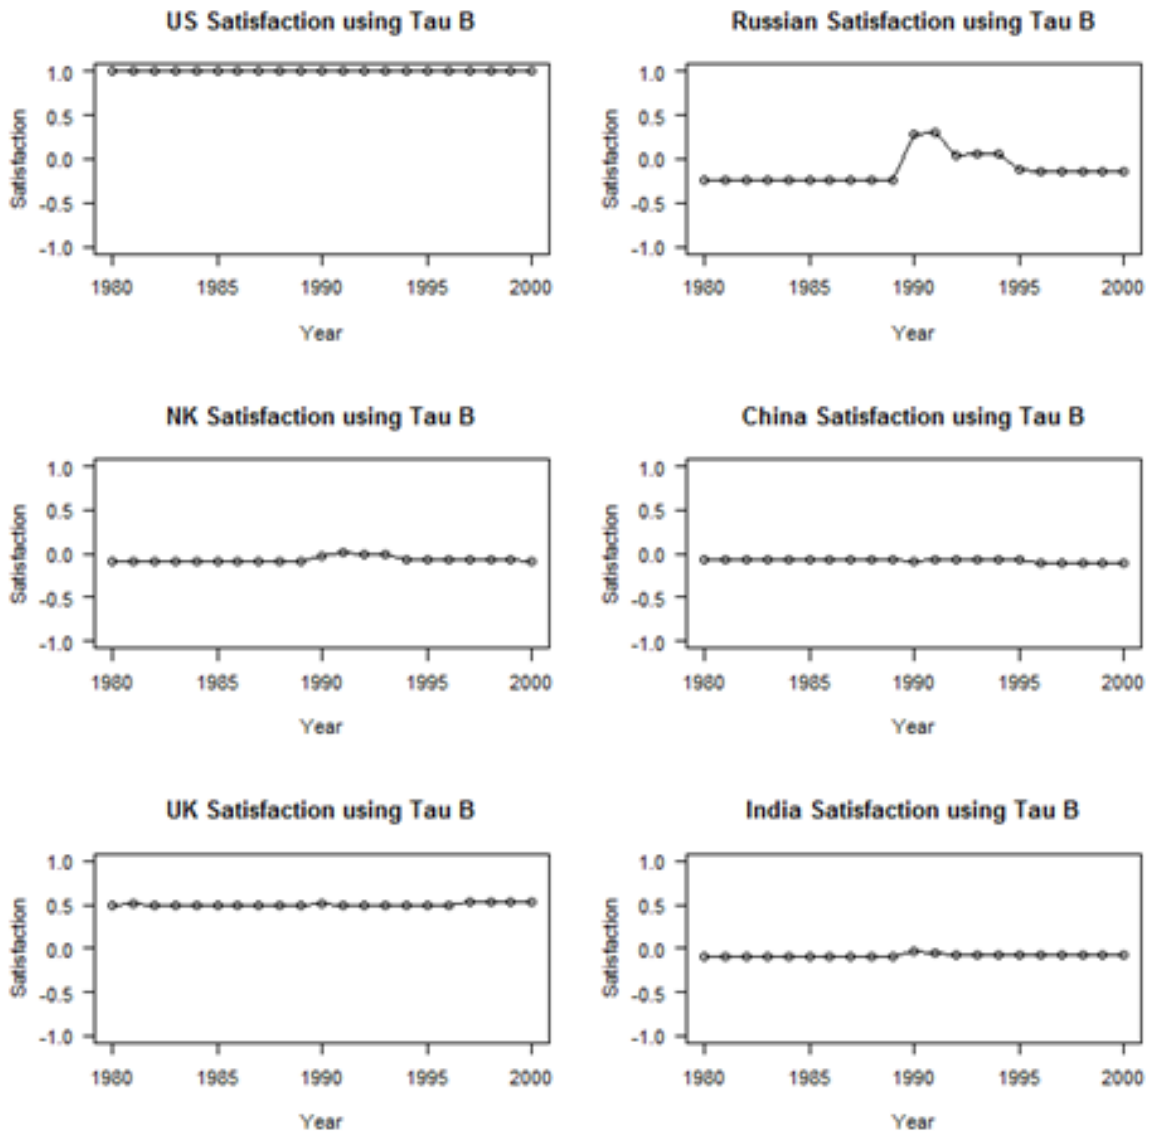 US Satisfaction using Tau B
Satisfaction
1.0
0.5
0.0
-0.5
-1.0
1980 1985 1990 1995 2000
Year
Russian Satisfaction using Tau B
Satisfaction
1.0
0.5
0.0
-0.5
-1.0
1980 1985 1990 1995 2000
Year
NK Satisfaction using Tau B
Satisfaction
1.0
0.5
0.0
-0.5
-1.0
1980 1985 1990 1995 2000
Year
China Satisfaction using Tau B
Satisfaction
1.0
0.5
0.0
-0.5
-1.0
1980 1985 1990 1995 2000
Year
UK Satisfaction using Tau B
Satisfaction
1.0
0.5
0.0
-0.5
-1.0
1980 1985 1990 1995 2000
Year
India Satisfaction using Tau B
Satisfaction
1.0
0.5
0.0
-0.5
-1.0
1980 1985 1990 1995 2000
Year